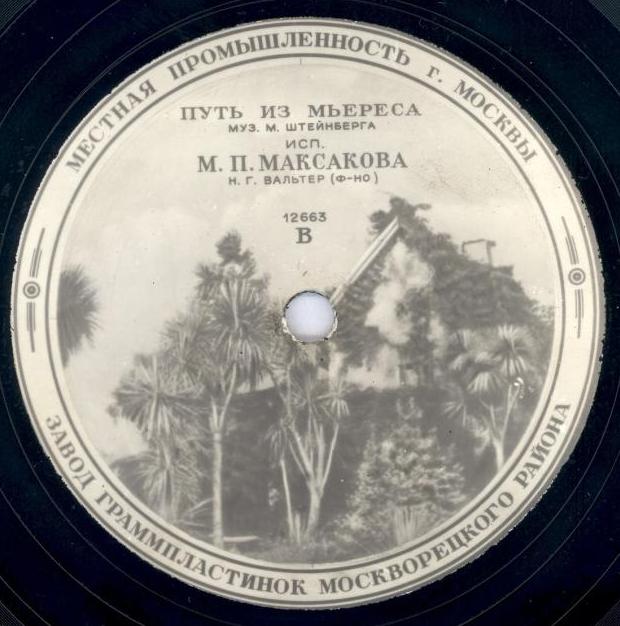 МЕСТНАЯ ПРОМЫШЛЕННОСТЬ г. МОСКВЫ
ПУТЬ ИЗ МЬЕРЕСА
МУЗ. М. ШТЕЙНБЕРГА
ИСП.
М. П. МАКСАКОВА
Н. Г. ВАЛЬТЕР (Ф-НО)
12663
В
ЗАВОД ГРАММПЛАСТИНОК МОСКВОРЕЦКОГО РАЙОНА